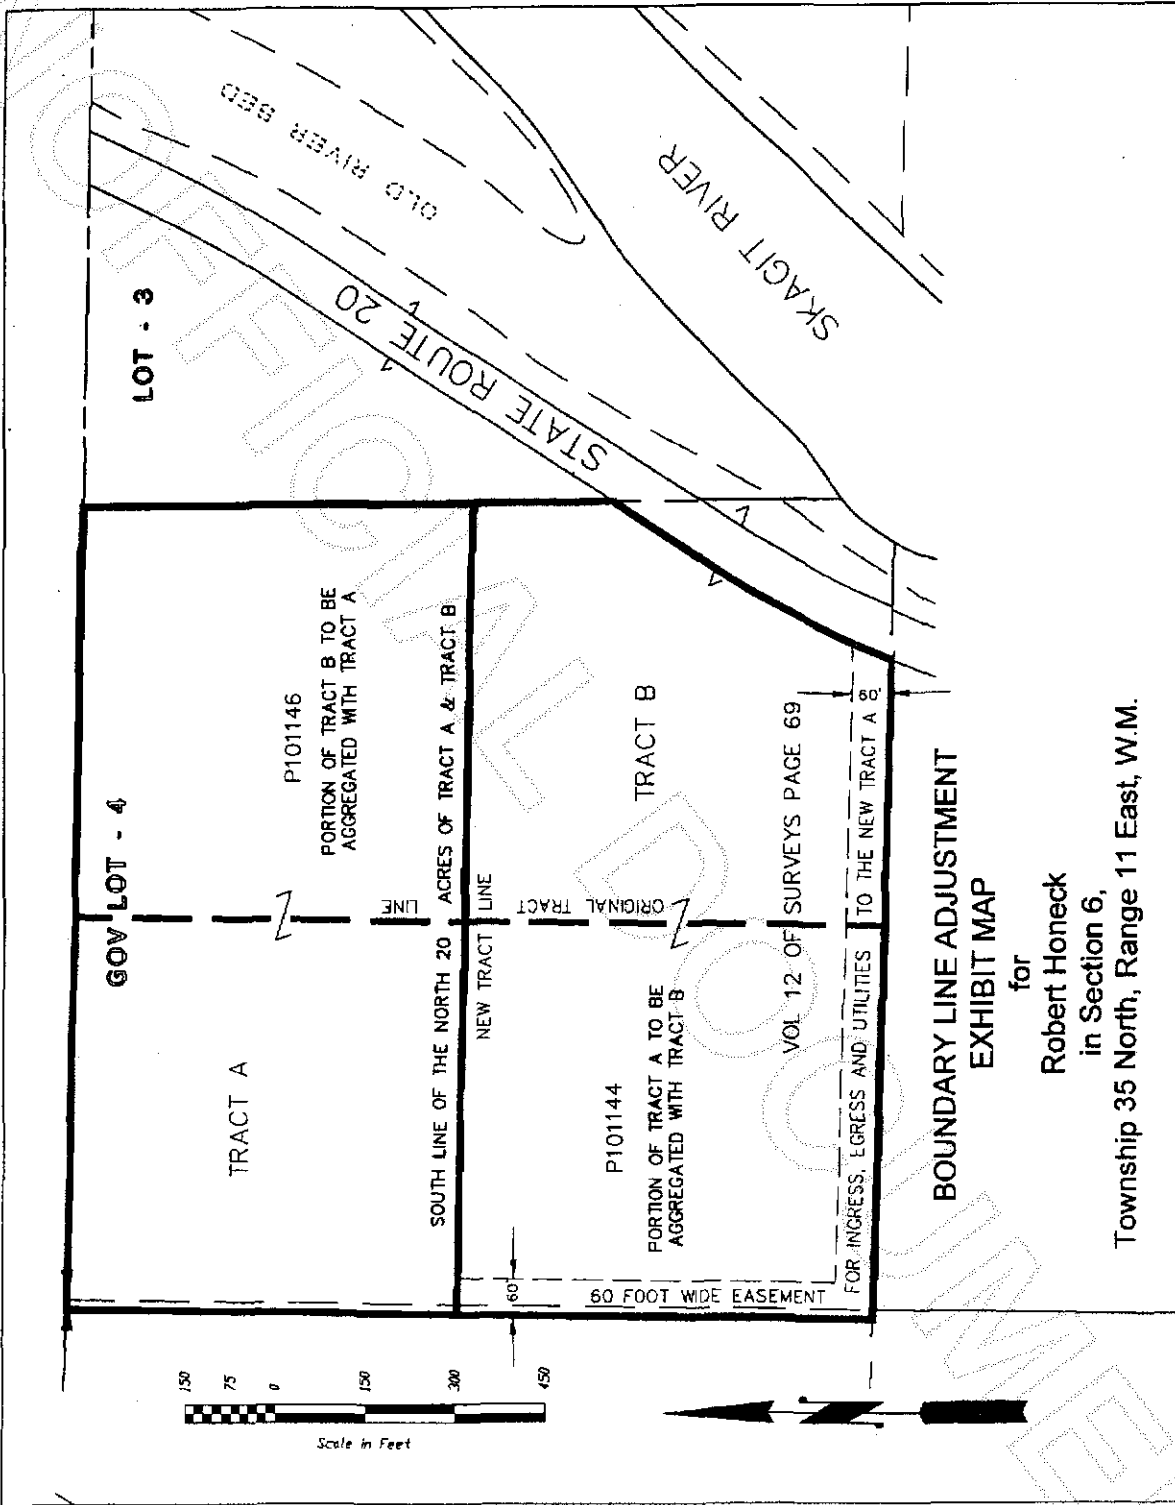 GOV LOT - 4
LOT - 3
TRACT A
P101146
PORTION OF TRACT B TO BE
AGGREGATED WITH TRACT A
OLD RIVER BED
STATE ROUTE 20
SKAGIT RIVER
SOUTH LINE OF THE NORTH 20 ACRES OF TRACT A & TRACT B
NEW TRACT LINE
ORIGINAL TRACT LINE
P101144
PORTION OF TRACT A TO BE
AGGREGATED WITH TRACT B
TRACT B
VOL 12 OF SURVEYS PAGE 69
60'
60 FOOT WIDE EASEMENT
FOR INGRESS, EGRESS AND UTILITIES TO THE NEW TRACT A
60'
150 75 0 150 300 450
Scale in Feet
BOUNDARY LINE ADJUSTMENT
EXHIBIT MAP
for
Robert Honeck
in Section 6,
Township 35 North, Range 11 East, W.M.
UNOFFICIAL DOCUMENT